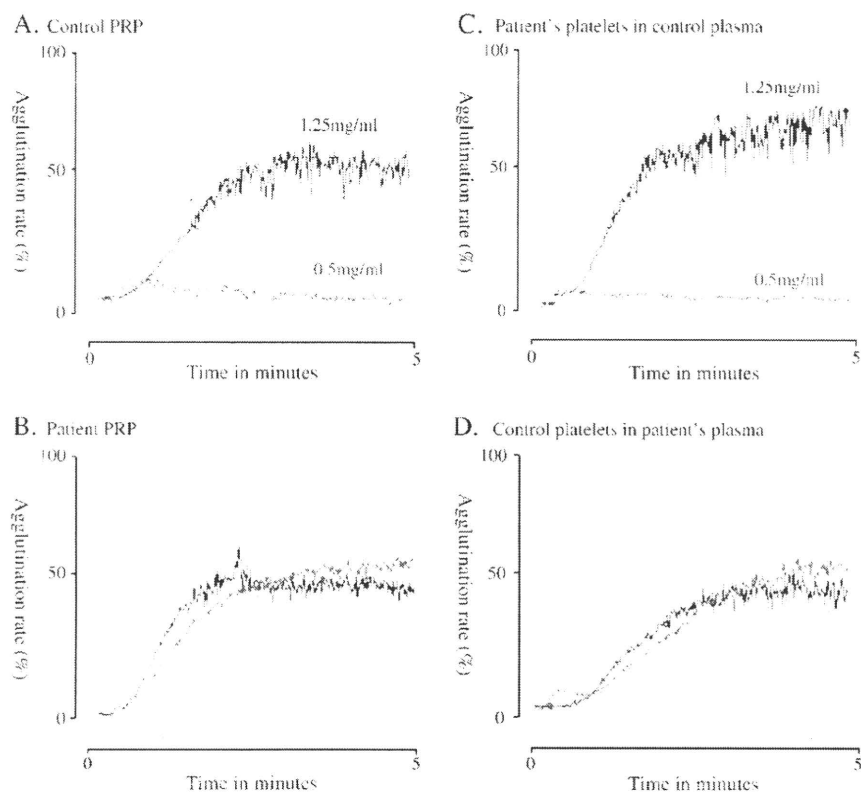 A. Control PRP
100
50
0
Agglutination rate (%)
1.25mg/ml
0.5mg/ml
0
5
Time in minutes
B. Patient PRP
100
50
0
Agglutination rate (%)
0
5
Time in minutes
C. Patient's platelets in control plasma
100
50
0
Agglutination rate (%)
1.25mg/ml
0.5mg/ml
0
5
Time in minutes
D. Control platelets in patient's plasma
100
50
0
Agglutination rate (%)
0
5
Time in minutes